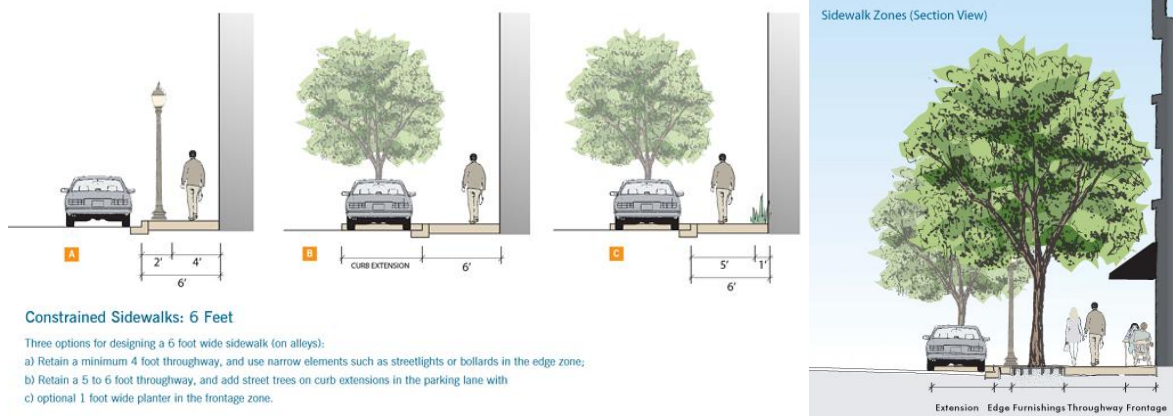 A
2'
4'
6'
B
CURB EXTENSION
6'
C
5'
1'
6'
Constrained Sidewalks: 6 Feet
Three options for designing a 6 foot wide sidewalk (on alleys):
a) Retain a minimum 4 foot throughway, and use narrow elements such as streetlights or bollards in the edge zone;
b) Retain a 5 to 6 foot throughway, and add street trees on curb extensions in the parking lane with
c) optional 1 foot wide planter in the frontage zone.
Sidewalk Zones (Section View)
Extension Edge Furnishings Throughway Frontage